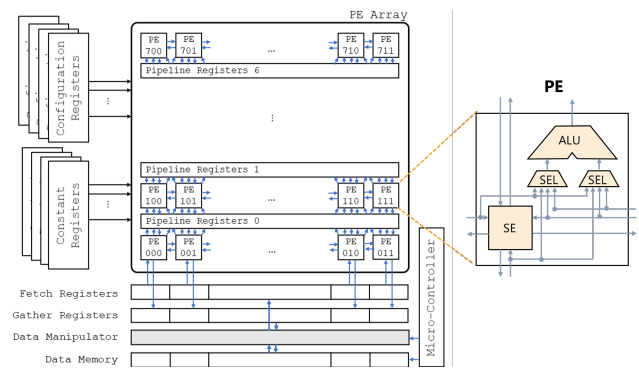 PE Array
PE 700
PE 701
...
PE 710
PE 711
Pipeline Registers 6
Configuration
Registers
...
...
Pipeline Registers 1
PE 100
PE 101
...
PE 110
PE 111
Pipeline Registers 0
Constant
Registers
...
PE 000
PE 001
...
PE 010
PE 011
Fetch Registers
Gather Registers
Data Manipulator
Data Memory
Micro-Controller
PE
ALU
SEL
SEL
SE